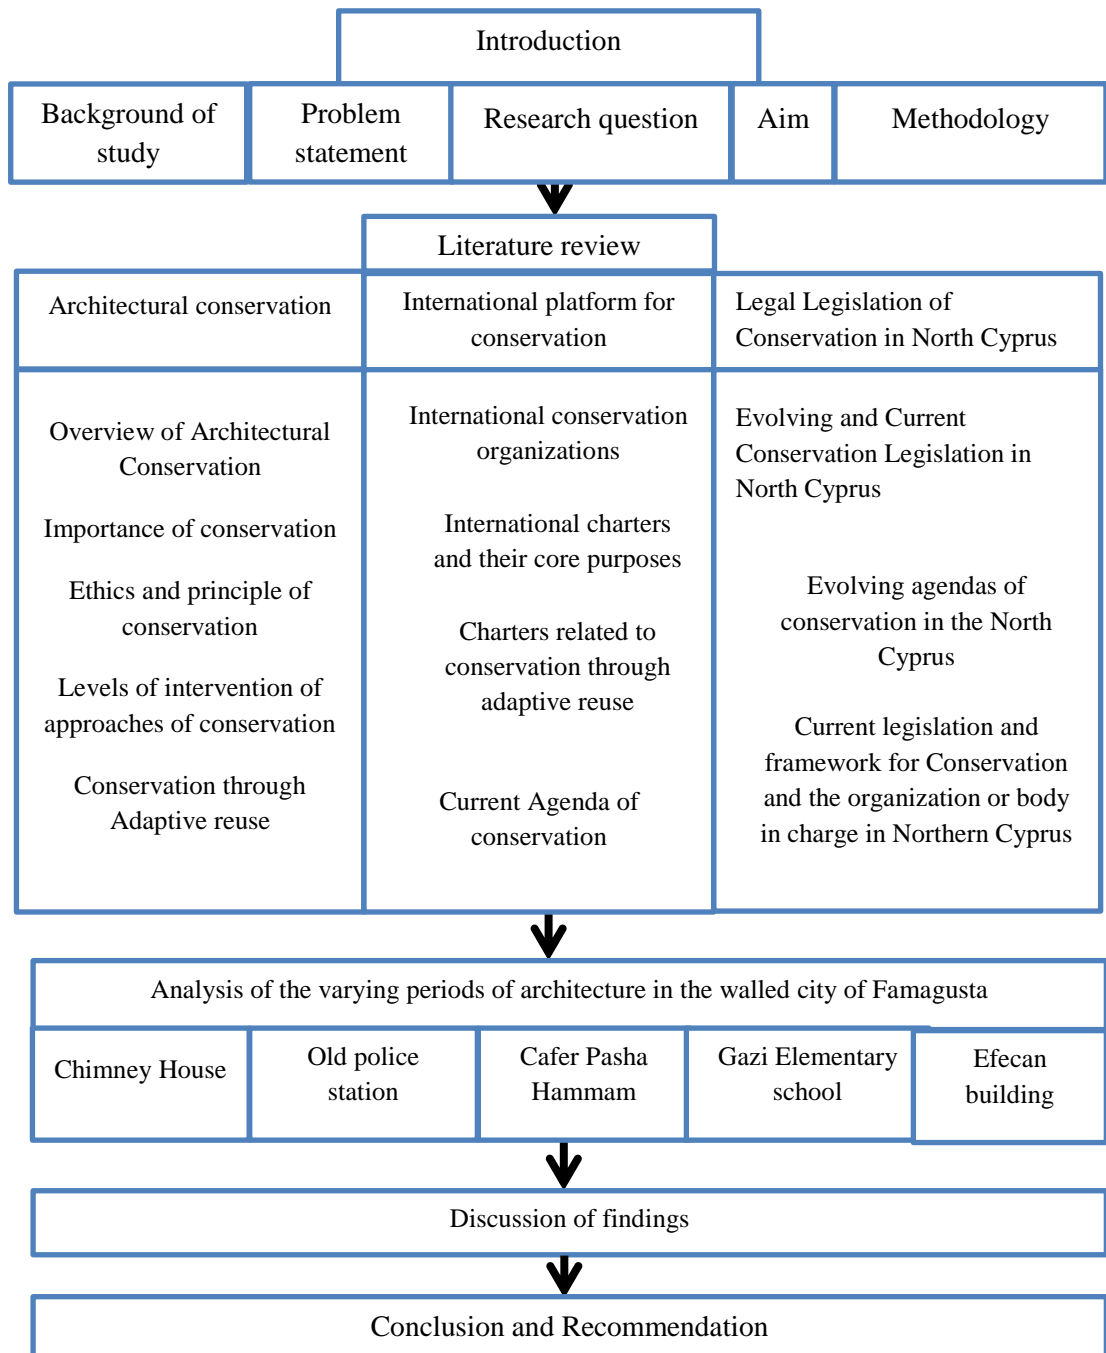 Introduction
Background of
study
Problem
statement
Research question
Aim
Methodology
Literature review
Architectural conservation
International platform for
conservation
Legal Legislation of
Conservation in North Cyprus
Overview of Architectural
Conservation
Importance of conservation
Ethics and principle of
conservation
Levels of intervention of
approaches of conservation
Conservation through
Adaptive reuse
International conservation
organizations
International charters
and their core purposes
Charters related to
conservation through
adaptive reuse
Current Agenda of
conservation
Evolving and Current
Conservation Legislation in
North Cyprus
Evolving agendas of
conservation in the North
Cyprus
Current legislation and
framework for Conservation
and the organization or body
in charge in Northern Cyprus
Analysis of the varying periods of architecture in the walled city of Famagusta
Chimney House
Old police
station
Cafer Pasha
Hammam
Gazi Elementary
school
Efecan
building
Discussion of findings
Conclusion and Recommendation